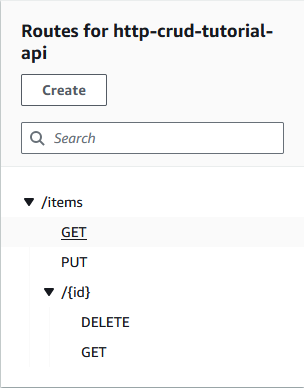 Routes for http-crud-tutorial-
api
Create
Search
/items
GET
PUT
/{id}
DELETE
GET